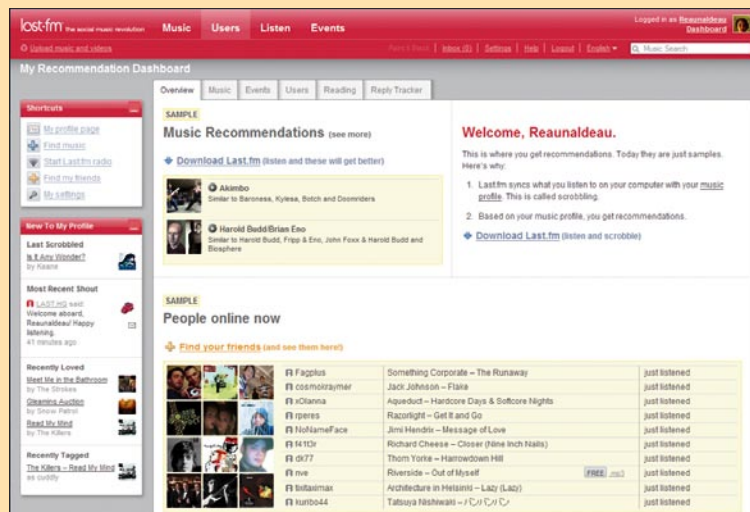 last.fm the social music revolution
Music Users Listen Events
Logged in as Reaunaldeau
Dashboard
Upload music and videos
Inbox (0) | Settings | Help | Logout | English
Music Search
My Recommendation Dashboard
Overview Music Events Users Reading Reply Tracker
Shortcuts
My profile page
Find music
Start Last.fm radio
Find my friends
My settings
New To My Profile
Last Scrobbled
Is It Any Wonder?
by Keane
Most Recent Shout
LAST.HQ said:
Welcome aboard,
Reaunaldeau! Happy
listening.
41 minutes ago
Recently Loved
Meet Me in the Bathroom
by The Strokes
Gleaming Auction
by Snow Patrol
Read My Mind
by The Killers
Recently Tagged
The Killers – Read My Mind
as cuddly
SAMPLE
Music Recommendations (see more)
Download Last.fm (listen and these will get better)
Akimbo
Similar to Baroness, Kylesa, Botch and Doomriders
Harold Budd/Brian Eno
Similar to Harold Budd, Fripp & Eno, John Foxx & Harold Budd and
Biosphere
Welcome, Reaunaldeau.
This is where you get recommendations. Today they are just samples.
Here's why:
1. Last.fm syncs what you listen to on your computer with your music
profile. This is called scrobbling.
2. Based on your music profile, you get recommendations.
Download Last.fm (listen and scrobble)
SAMPLE
People online now
Find your friends (and see them here!)
Fagplus Something Corporate – The Runaway just listened
cosmokraymer Jack Johnson – Flake just listened
xOlanna Aqueduct – Hardcore Days & Softcore Nights just listened
rperes Razorlight – Get It and Go just listened
NoNameFace Jimi Hendrix – Message of Love just listened
f41t3r Richard Cheese – Closer (Nine Inch Nails) just listened
dk77 Thom Yorke – Harrowdown Hill just listened
nve Riverside – Out of Myself FREE mp3 just listened
tixitaximax Architecture in Helsinki – Lazy (Lazy) just listened
kuribo44 Tatsuya Nishiwaki – パンパンパン just listened